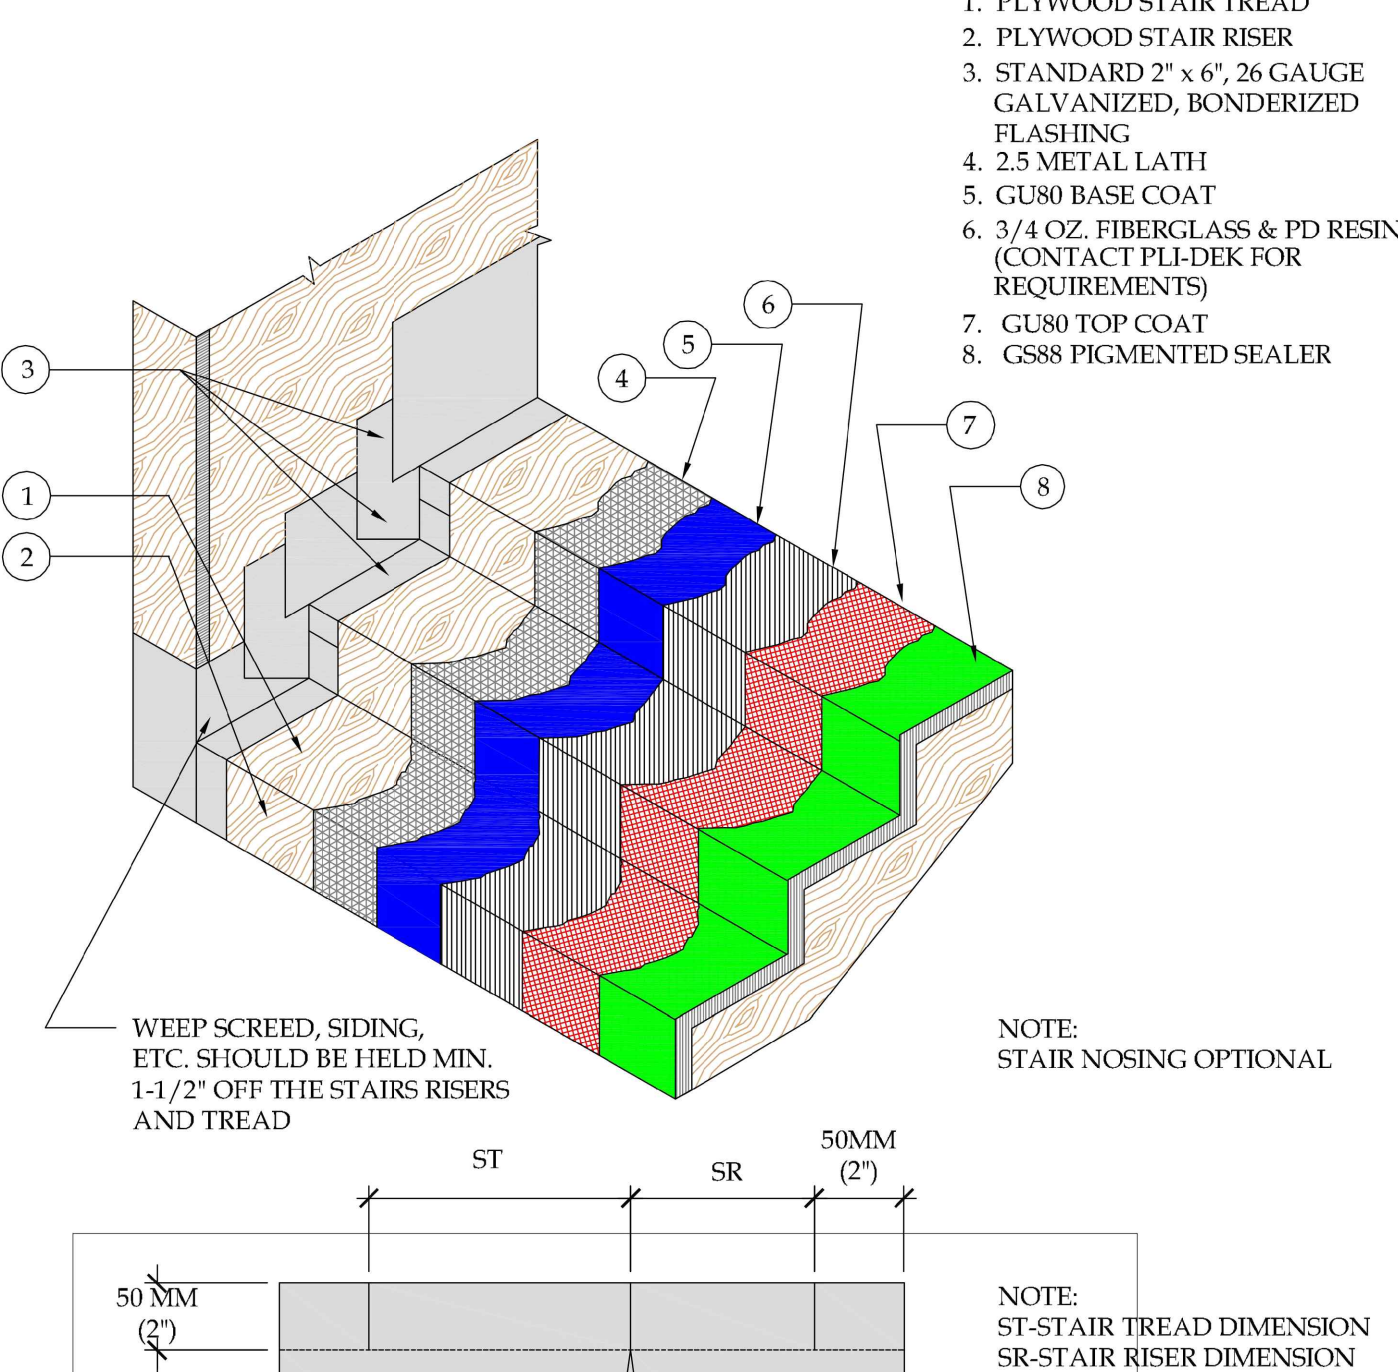 1. PLYWOOD STAIR TREAD
2. PLYWOOD STAIR RISER
3. STANDARD 2" x 6", 26 GAUGE
GALVANIZED, BONDERIZED
FLASHING
4. 2.5 METAL LATH
5. GU80 BASE COAT
6. 3/4 OZ. FIBERGLASS & PD RESIN
(CONTACT PLI-DEK FOR
REQUIREMENTS)
7. GU80 TOP COAT
8. GS88 PIGMENTED SEALER
6
5
4
3
7
8
1
2
WEEP SCREED, SIDING,
ETC. SHOULD BE HELD MIN.
1-1/2" OFF THE STAIRS RISERS
AND TREAD
NOTE:
STAIR NOSING OPTIONAL
ST
SR
50MM
(2")
50 MM
(2")
NOTE:
ST-STAIR TREAD DIMENSION
SR-STAIR RISER DIMENSION